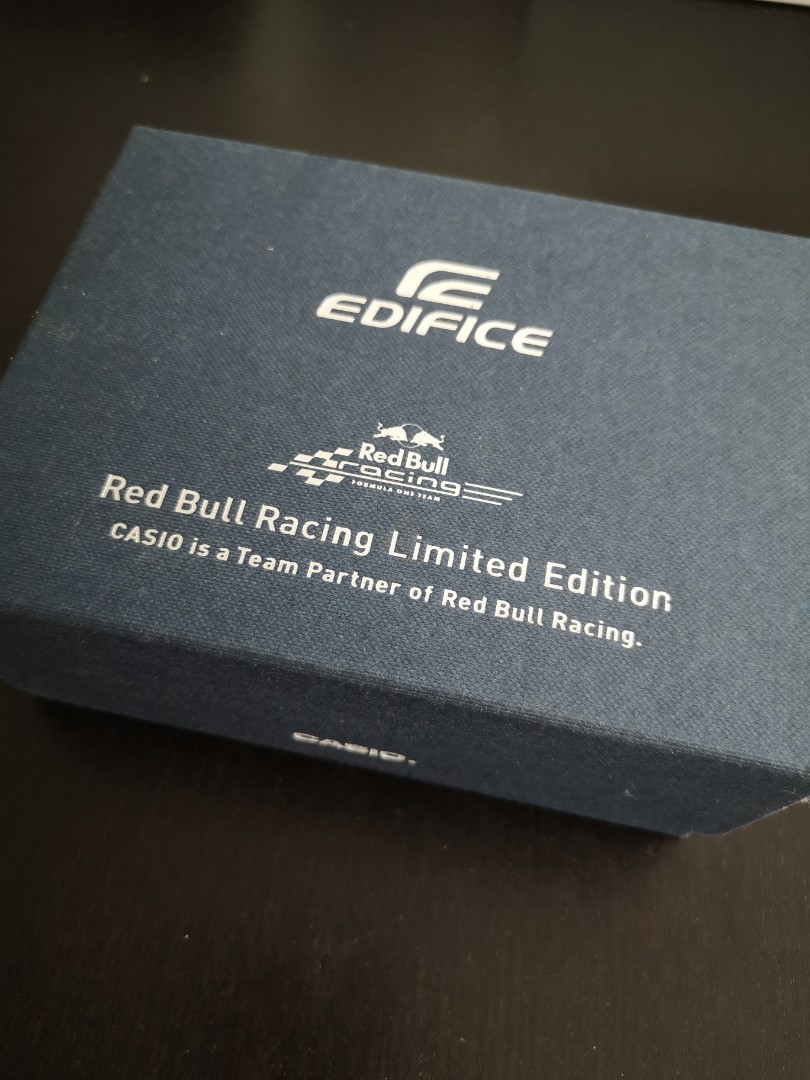 EDIFICE
Red Bull
racing
FORMULA ONE TEAM
Red Bull Racing Limited Edition
CASIO is a Team Partner of Red Bull Racing.
CASIO.